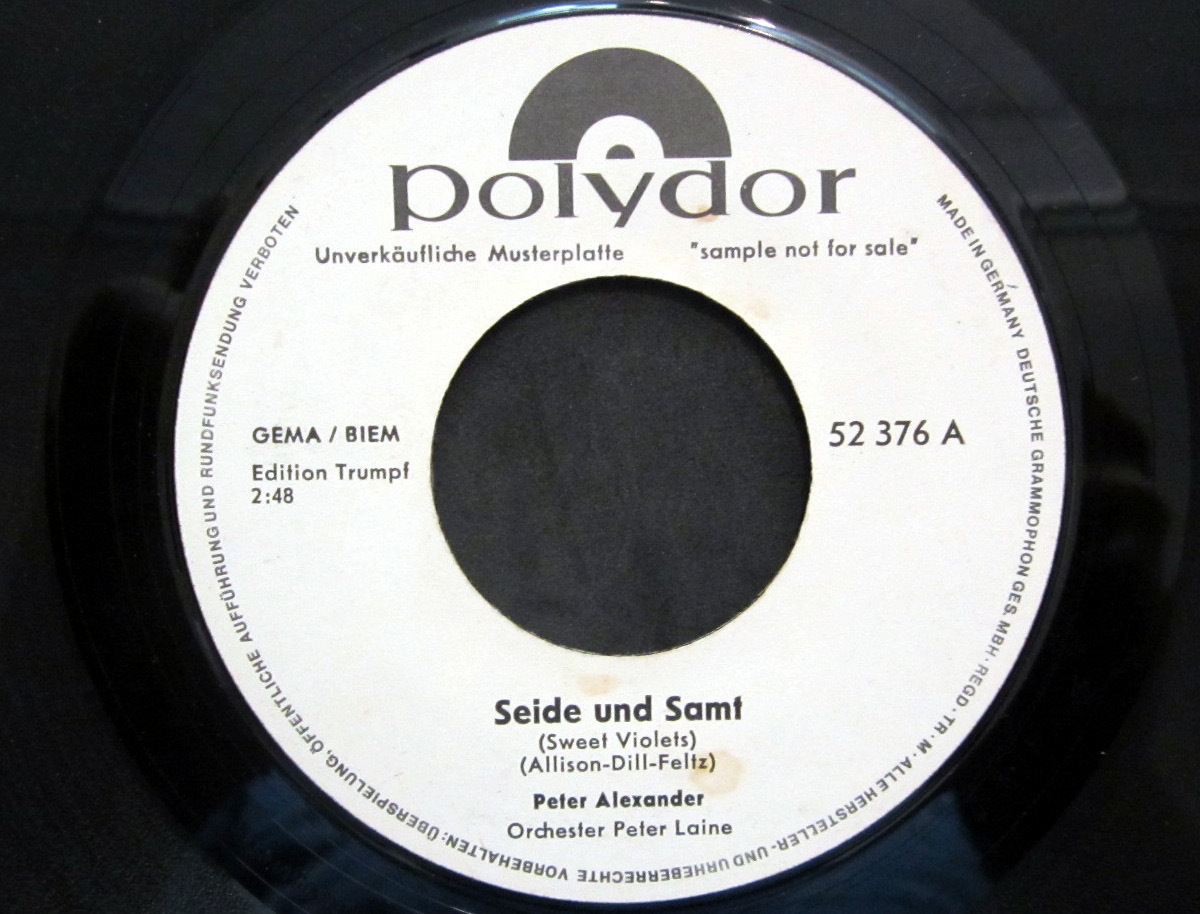 polydor
Unverkäufliche Musterplatte "sample not for sale"
GEMA / BIEM
Edition Trumpf
2:48
52 376 A
Seide und Samt
(Sweet Violets)
(Allison-Dill-Feltz)
Peter Alexander
Orchester Peter Laine
MADE IN GERMANY DEUTSCHE GRAMMOPHON GES. MBH · REGD · TR · M · ALLE HERSTELLER- UND URHEBERRECHTE VORBEHALTEN: ÜBERSPIELUNG, ÖFFENTLICHE AUFFÜHRUNG UND RUNDFUNKSENDUNG VERBOTEN